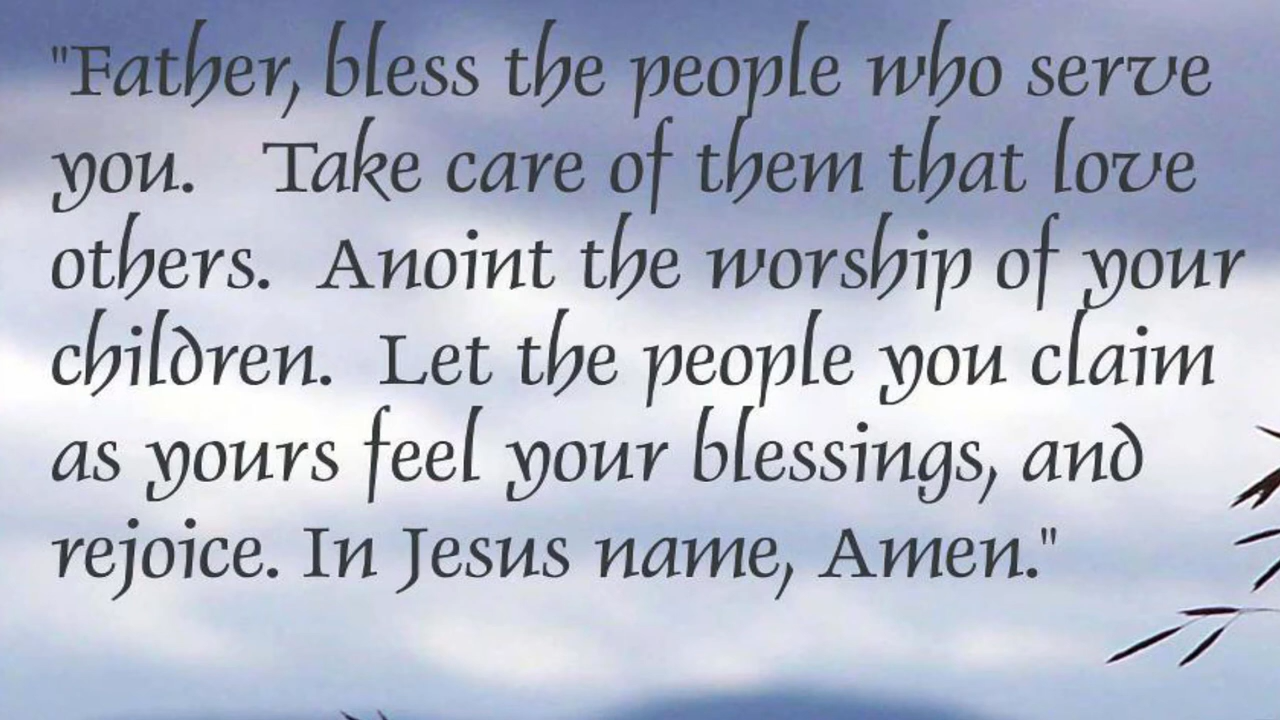 "Father, bless the people who serve
you. Take care of them that love
others. Anoint the worship of your
children. Let the people you claim
as yours feel your blessings, and
rejoice. In Jesus name, Amen."